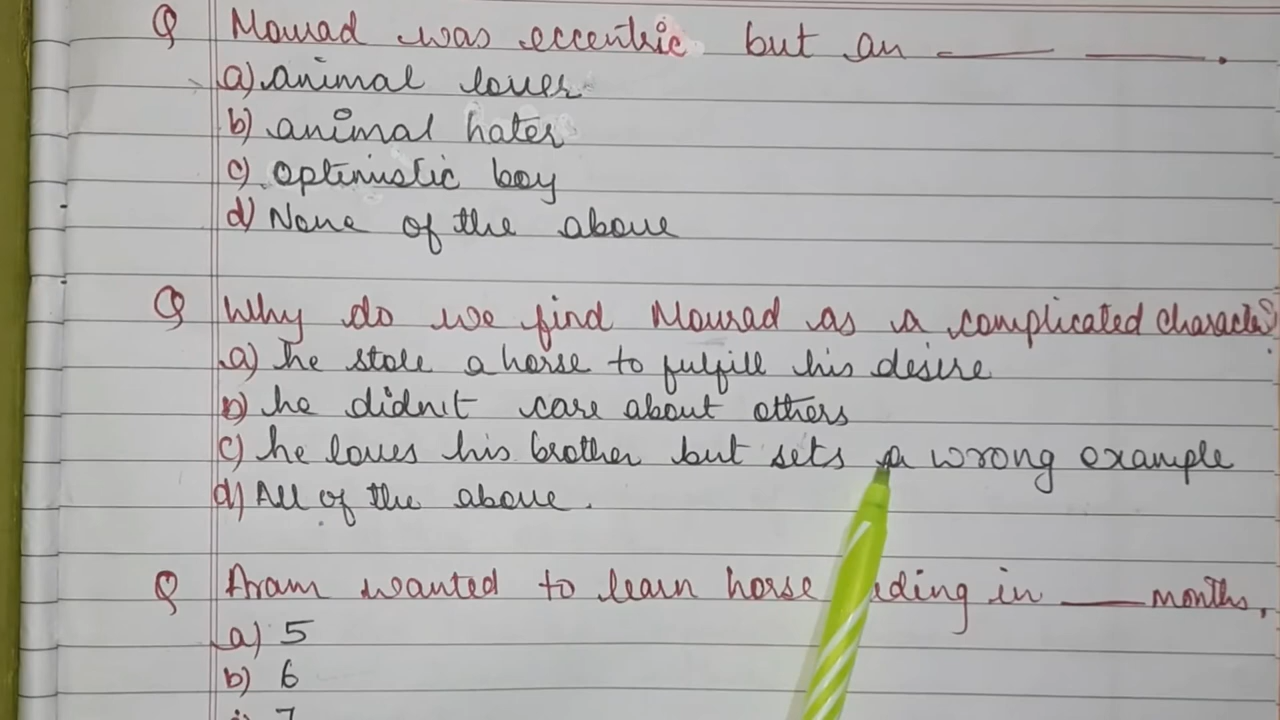 Q Mourad was eccentric but an ____ ____.
a) animal lover
b) animal hater
c) optimistic boy
d) None of the above
Q Why do we find Mourad as a complicated character?
a) he stole a horse to fulfill his desire
b) he didn't care about others
c) he loves his brother but sets a wrong example
d) All of the above.
Q Aram wanted to learn horse riding in ____ months.
a) 5
b) 6
7